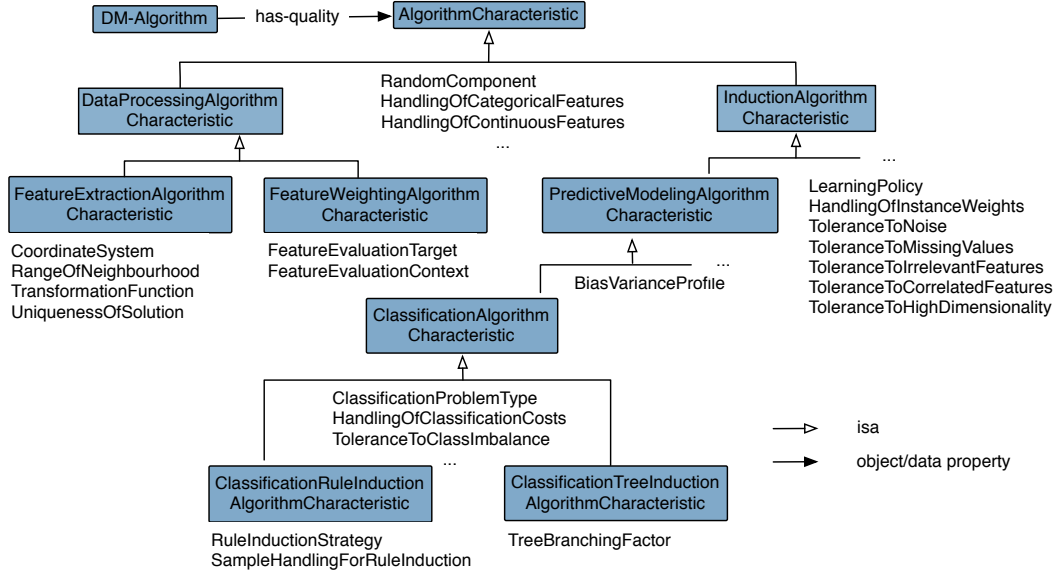 DM-Algorithm
has-quality
AlgorithmCharacteristic
RandomComponent
HandlingOfCategoricalFeatures
HandlingOfContinuousFeatures
...
DataProcessingAlgorithm
Characteristic
InductionAlgorithm
Characteristic
...
FeatureExtractionAlgorithm
Characteristic
FeatureWeightingAlgorithm
Characteristic
PredictiveModelingAlgorithm
Characteristic
LearningPolicy
HandlingOfInstanceWeights
ToleranceToNoise
ToleranceToMissingValues
ToleranceToIrrelevantFeatures
ToleranceToCorrelatedFeatures
ToleranceToHighDimensionality
CoordinateSystem
RangeOfNeighbourhood
TransformationFunction
UniquenessOfSolution
FeatureEvaluationTarget
FeatureEvaluationContext
...
BiasVarianceProfile
ClassificationAlgorithm
Characteristic
ClassificationProblemType
HandlingOfClassificationCosts
ToleranceToClassImbalance
...
isa
object/data property
ClassificationRuleInduction
AlgorithmCharacteristic
ClassificationTreeInduction
AlgorithmCharacteristic
RuleInductionStrategy
SampleHandlingForRuleInduction
TreeBranchingFactor